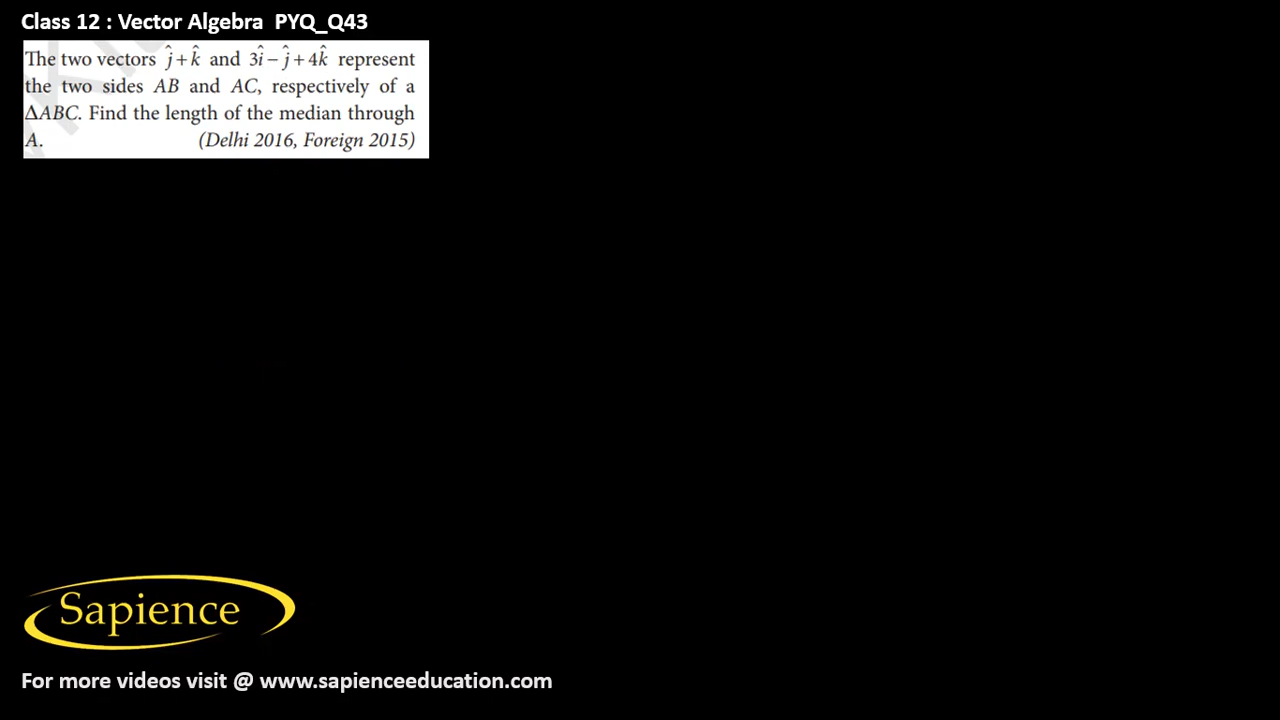 Class 12 : Vector Algebra PYQ_Q43
The two vectors ĵ + k̂ and 3î − ĵ + 4k̂ represent
the two sides AB and AC, respectively of a
ΔABC. Find the length of the median through
A. (Delhi 2016, Foreign 2015)
Sapience
For more videos visit @ www.sapienceeducation.com